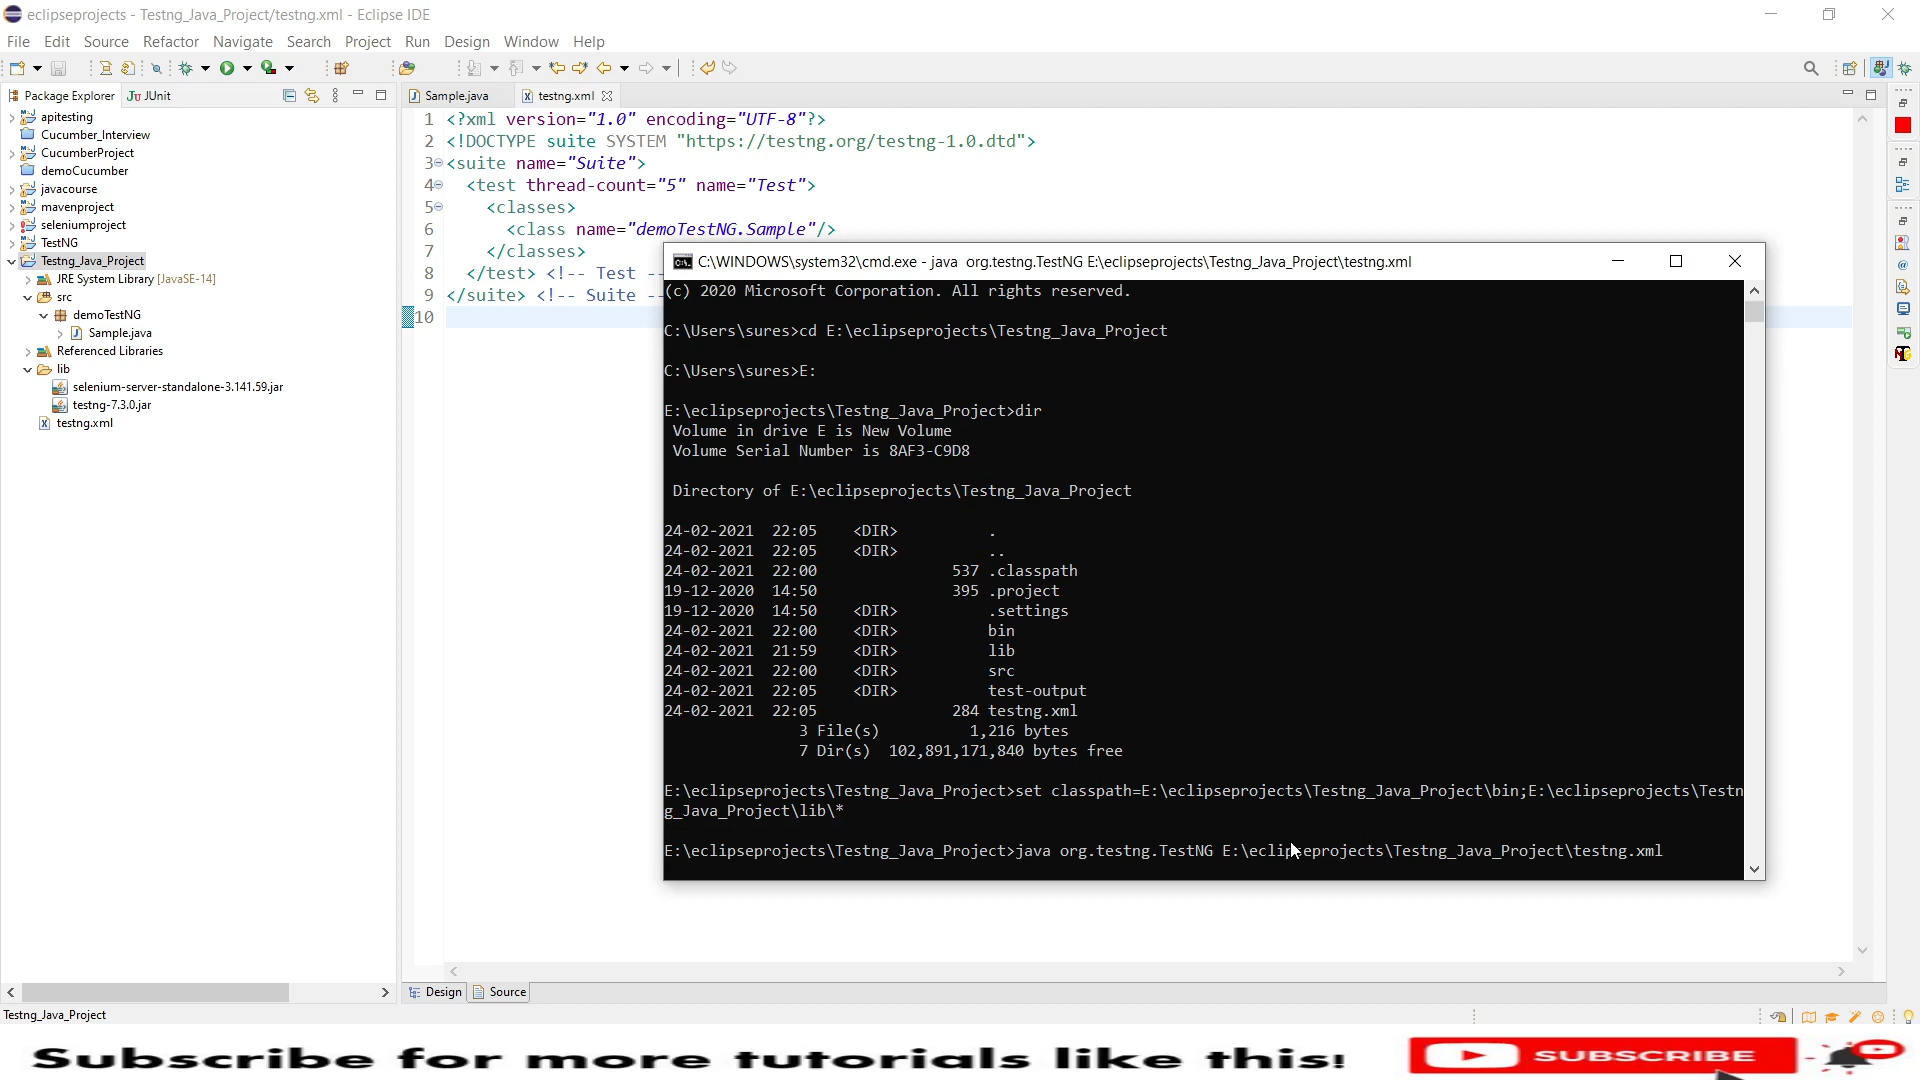 eclipseprojects - Testng_Java_Project/testng.xml - Eclipse IDE
File Edit Source Refactor Navigate Search Project Run Design Window Help
Package Explorer
JUnit
apitesting
Cucumber_Interview
CucumberProject
demoCucumber
javacourse
mavenproject
seleniumproject
TestNG
Testng_Java_Project
JRE System Library [JavaSE-14]
src
demoTestNG
Sample.java
Referenced Libraries
lib
selenium-server-standalone-3.141.59.jar
testng-7.3.0.jar
testng.xml
Sample.java
testng.xml
1 <?xml version="1.0" encoding="UTF-8"?>
2 <!DOCTYPE suite SYSTEM "https://testng.org/testng-1.0.dtd">
3 <suite name="Suite">
4 <test thread-count="5" name="Test">
5 <classes>
6 <class name="demoTestNG.Sample"/>
7 </classes>
8 </test> <!-- Test --
9 </suite> <!-- Suite --
10
C:\WINDOWS\system32\cmd.exe - java org.testng.TestNG E:\eclipseprojects\Testng_Java_Project\testng.xml
(c) 2020 Microsoft Corporation. All rights reserved.
C:\Users\sures>cd E:\eclipseprojects\Testng_Java_Project
C:\Users\sures>E:
E:\eclipseprojects\Testng_Java_Project>dir
Volume in drive E is New Volume
Volume Serial Number is 8AF3-C9D8
Directory of E:\eclipseprojects\Testng_Java_Project
24-02-2021 22:05 <DIR> .
24-02-2021 22:05 <DIR> ..
24-02-2021 22:00 537 .classpath
19-12-2020 14:50 395 .project
19-12-2020 14:50 <DIR> .settings
24-02-2021 22:00 <DIR> bin
24-02-2021 21:59 <DIR> lib
24-02-2021 22:00 <DIR> src
24-02-2021 22:05 <DIR> test-output
24-02-2021 22:05 284 testng.xml
3 File(s) 1,216 bytes
7 Dir(s) 102,891,171,840 bytes free
E:\eclipseprojects\Testng_Java_Project>set classpath=E:\eclipseprojects\Testng_Java_Project\bin;E:\eclipseprojects\Testn
g_Java_Project\lib\*
E:\eclipseprojects\Testng_Java_Project>java org.testng.TestNG E:\eclipseprojects\Testng_Java_Project\testng.xml
Design
Source
Testng_Java_Project
Subscribe for more tutorials like this!
SUBSCRIBE